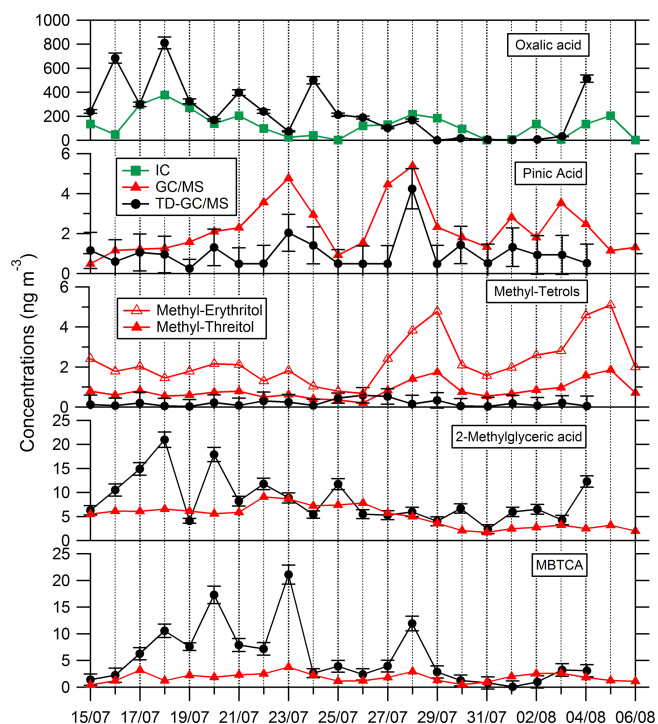 1000
800
600
400
200
0
Oxalic acid
6
4
2
0
IC
GC/MS
TD-GC/MS
Pinic Acid
Concentrations (ng m⁻³)
6
4
2
0
Methyl-Erythritol
Methyl-Threitol
Methyl-Tetrols
25
20
15
10
5
0
2-Methylglyceric acid
25
20
15
10
5
0
MBTCA
15/07 17/07 19/07 21/07 23/07 25/07 27/07 29/07 31/07 02/08 04/08 06/08